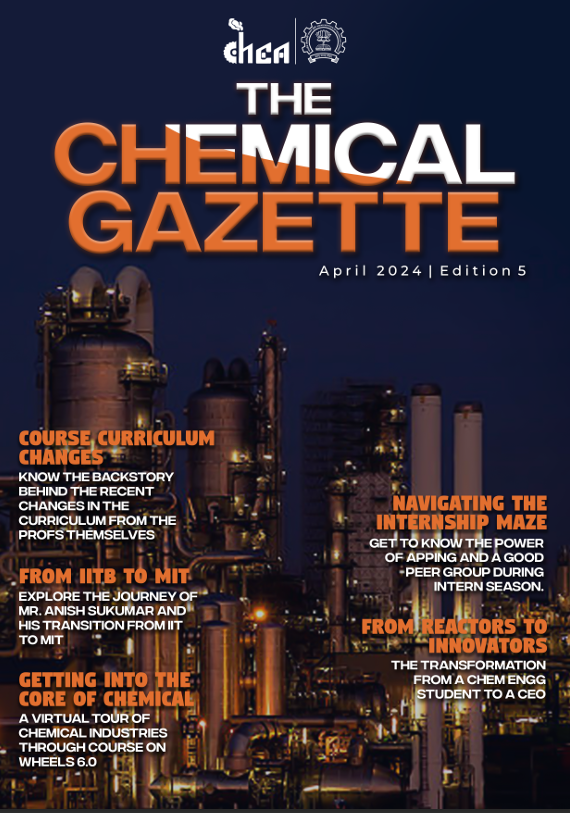 chEA
THE
CHEMICAL
GAZETTE
April 2024 | Edition 5
COURSE CURRICULUM
CHANGES
KNOW THE BACKSTORY
BEHIND THE RECENT
CHANGES IN THE
CURRICULUM FROM THE
PROFS THEMSELVES
FROM IITB TO MIT
EXPLORE THE JOURNEY OF
MR. ANISH SUKUMAR AND
HIS TRANSITION FROM IIT
TO MIT
GETTING INTO THE
CORE OF CHEMICAL
A VIRTUAL TOUR OF
CHEMICAL INDUSTRIES
THROUGH COURSE ON
WHEELS 6.0
NAVIGATING THE
INTERNSHIP MAZE
GET TO KNOW THE POWER
OF APPING AND A GOOD
PEER GROUP DURING
INTERN SEASON.
FROM REACTORS TO
INNOVATORS
THE TRANSFORMATION
FROM A CHEM ENGG
STUDENT TO A CEO